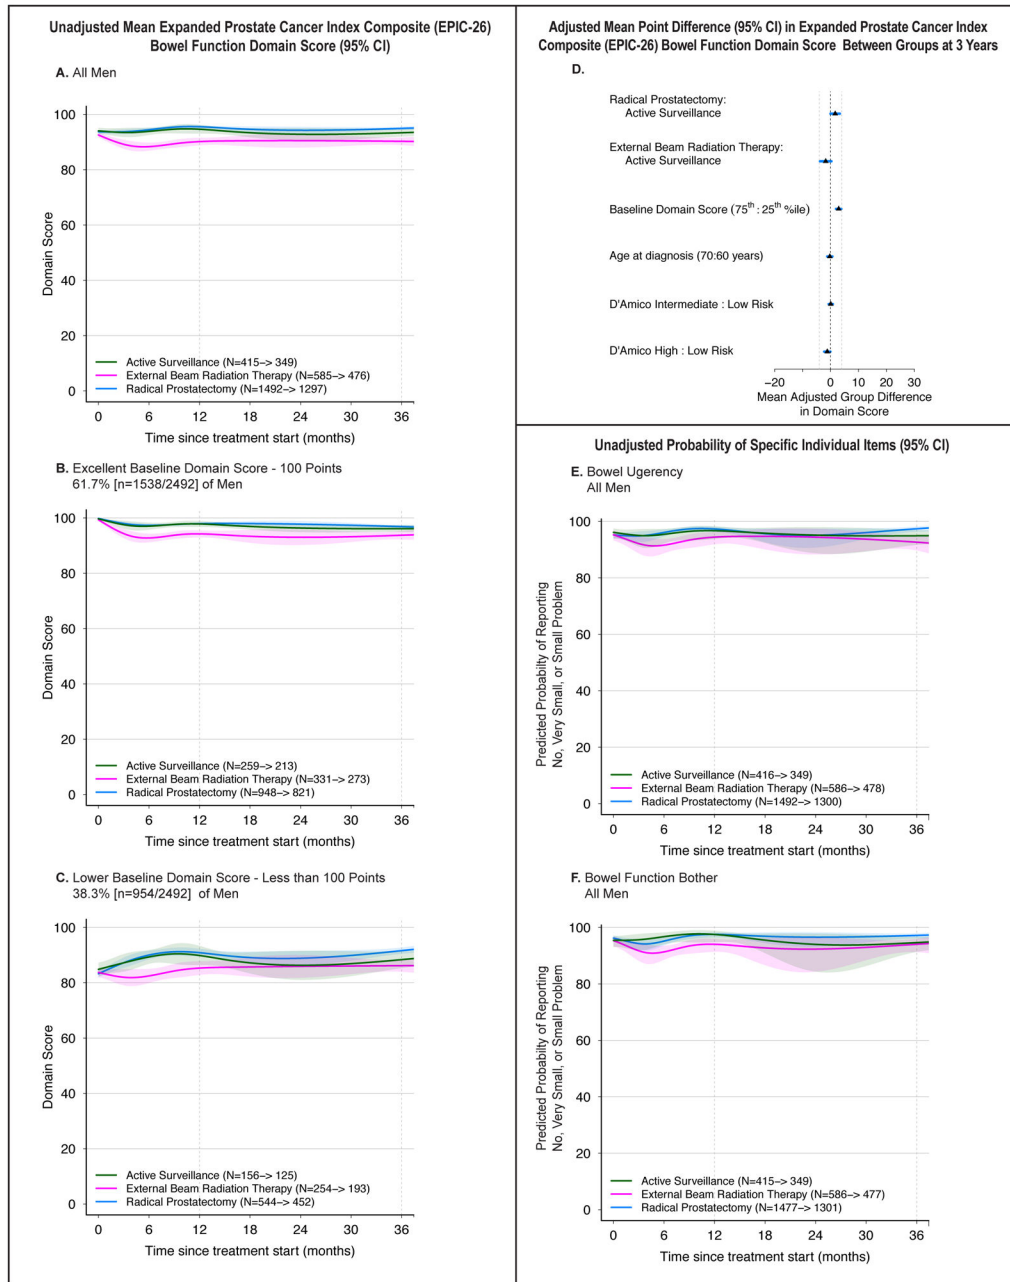 Unadjusted Mean Expanded Prostate Cancer Index Composite (EPIC-26)
Bowel Function Domain Score (95% CI)
A. All Men
100
80
60
40
20
0
Domain Score
Active Surveillance (N=415–> 349)
External Beam Radiation Therapy (N=585–> 476)
Radical Prostatectomy (N=1492–> 1297)
0 6 12 18 24 30 36
Time since treatment start (months)
B. Excellent Baseline Domain Score - 100 Points
61.7% [n=1538/2492] of Men
100
80
60
40
20
0
Domain Score
Active Surveillance (N=259–> 213)
External Beam Radiation Therapy (N=331–> 273)
Radical Prostatectomy (N=948–> 821)
0 6 12 18 24 30 36
Time since treatment start (months)
C. Lower Baseline Domain Score - Less than 100 Points
38.3% [n=954/2492] of Men
100
80
60
40
20
0
Domain Score
Active Surveillance (N=156–> 125)
External Beam Radiation Therapy (N=254–> 193)
Radical Prostatectomy (N=544–> 452)
0 6 12 18 24 30 36
Time since treatment start (months)
Adjusted Mean Point Difference (95% CI) in Expanded Prostate Cancer Index
Composite (EPIC-26) Bowel Function Domain Score Between Groups at 3 Years
D.
Radical Prostatectomy:
Active Surveillance
External Beam Radiation Therapy:
Active Surveillance
Baseline Domain Score (75th : 25th %ile)
Age at diagnosis (70:60 years)
D'Amico Intermediate : Low Risk
D'Amico High : Low Risk
−20 0 10 20 30
Mean Adjusted Group Difference
in Domain Score
Unadjusted Probability of Specific Individual Items (95% CI)
E. Bowel Ugerency
All Men
100
80
60
40
20
0
Predicted Probabilty of Reporting
No, Very Small, or Small Problem
Active Surveillance (N=416–> 349)
External Beam Radiation Therapy (N=586–> 478)
Radical Prostatectomy (N=1492–> 1300)
0 6 12 18 24 30 36
Time since treatment start (months)
F. Bowel Function Bother
All Men
100
80
60
40
20
0
Predicted Probabilty of Reporting
No, Very Small, or Small Problem
Active Surveillance (N=415–> 349)
External Beam Radiation Therapy (N=586–> 477)
Radical Prostatectomy (N=1477–> 1301)
0 6 12 18 24 30 36
Time since treatment start (months)